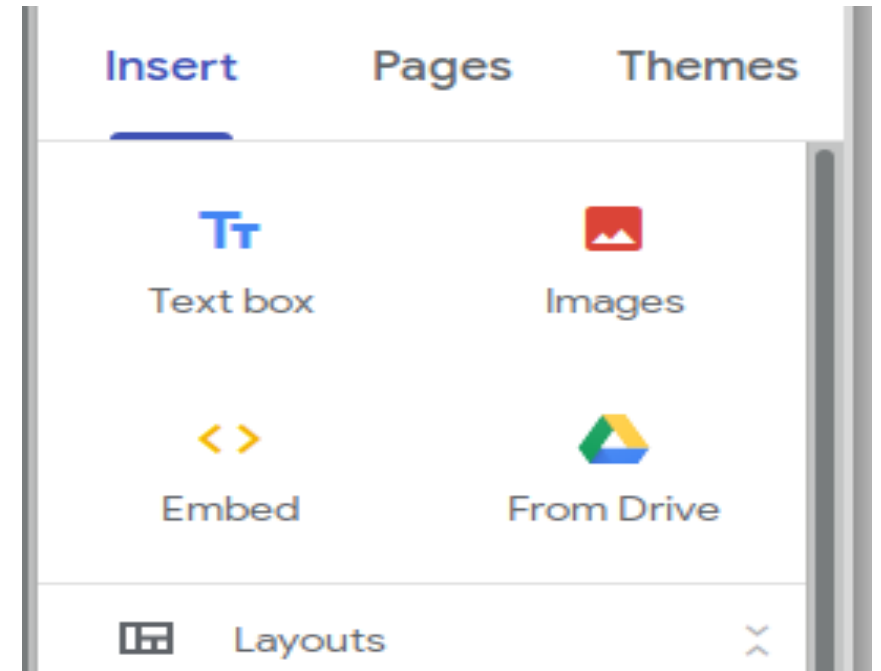 Insert Pages Themes
Text box Images
Embed From Drive
Layouts